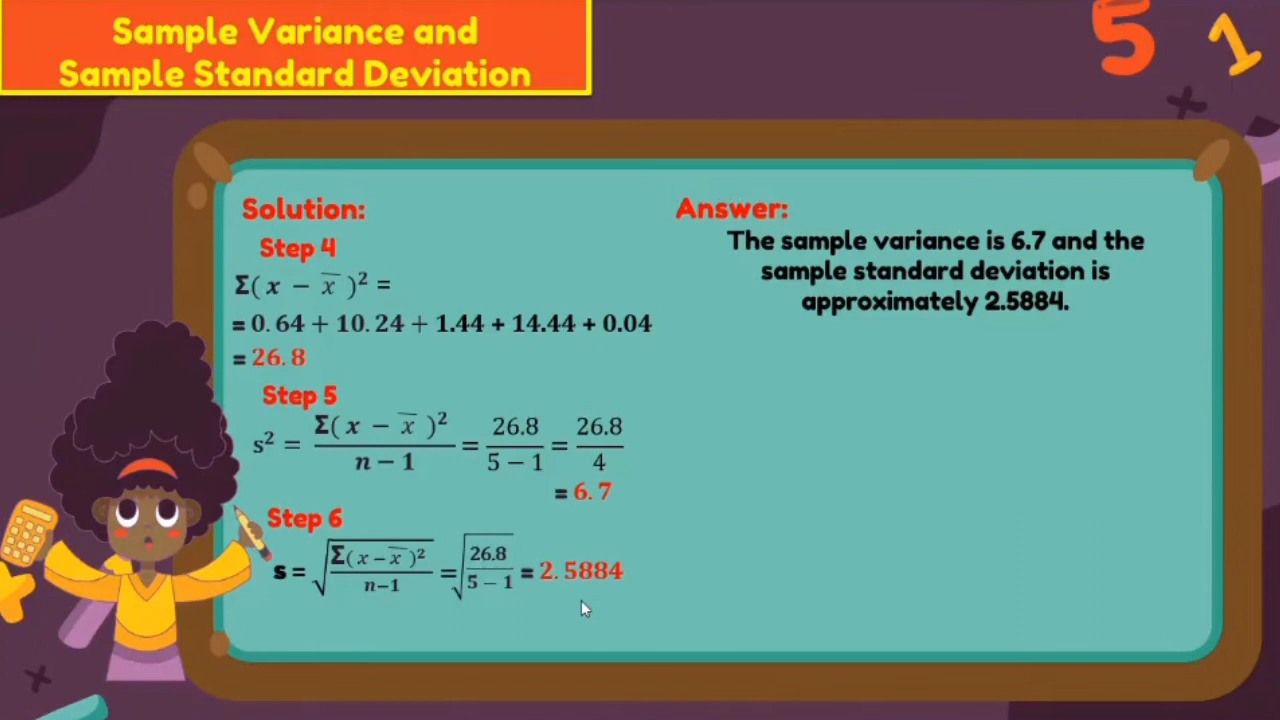 Sample Variance and
Sample Standard Deviation
5 1
Solution:
Step 4
Σ( x − x̄ )² =
= 0.64 + 10.24 + 1.44 + 14.44 + 0.04
= 26.8
Step 5
s² = Σ( x − x̄ )² / n − 1 = 26.8 / 5 − 1 = 26.8 / 4
= 6.7
Step 6
s = √(Σ( x − x̄ )² / n−1) = √(26.8 / 5 − 1) = 2.5884
Answer:
The sample variance is 6.7 and the
sample standard deviation is
approximately 2.5884.